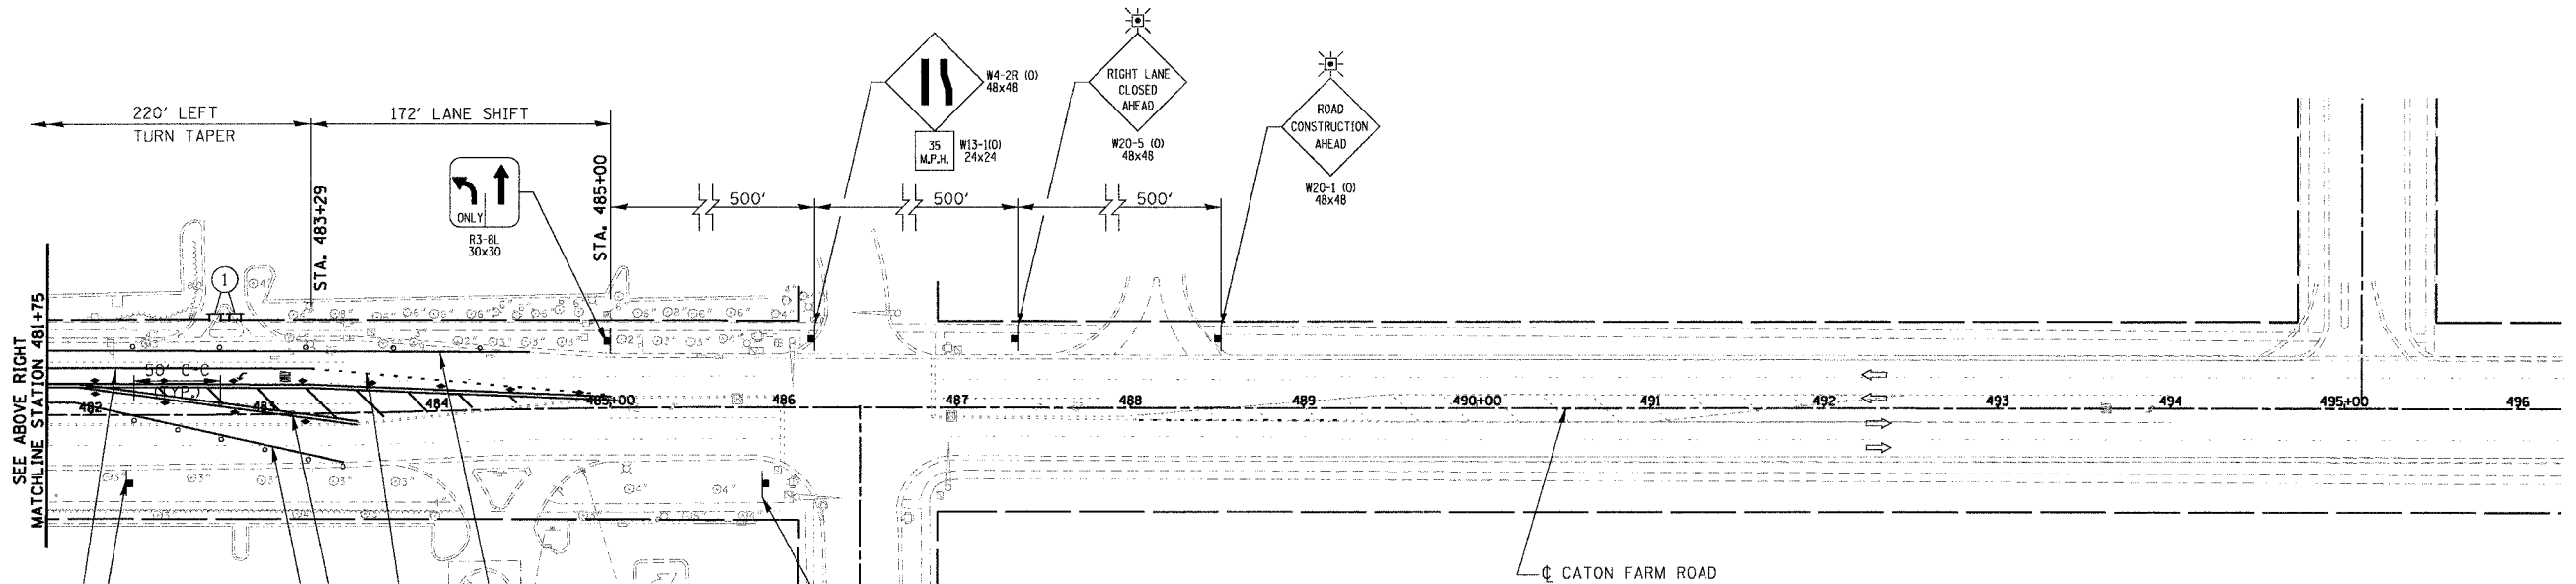 220' LEFT
TURN TAPER
172' LANE SHIFT
STA. 483+29
STA. 485+00
ONLY
R3-8L
30x30
W4-2R (O)
48x48
35
M.P.H.
W13-1(O)
24x24
RIGHT LANE
CLOSED
AHEAD
W20-5 (O)
48x48
ROAD
CONSTRUCTION
AHEAD
W20-1 (O)
48x48
500'
500'
500'
1
SEE ABOVE RIGHT
MATCHLINE STATION 481+75
50' C-C
(TYP.)
ONLY
482
483
484
485+00
486
487
488
489
490+00
491
492
493
494
495+00
496
℄ CATON FARM ROAD